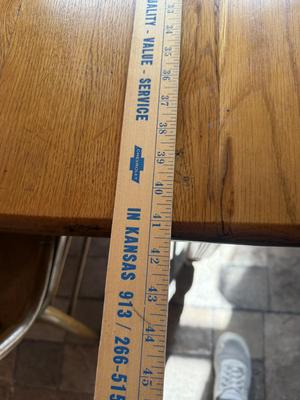 33 34 35 36 37 38 39 40 41 42 43 44 45
QUALITY - VALUE - SERVICE
CHEVROLET
IN KANSAS 913 / 266-515